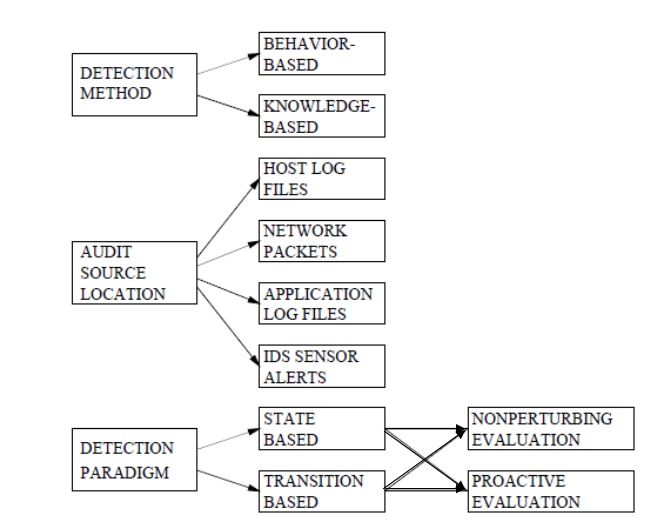 BEHAVIOR-
BASED
DETECTION
METHOD
KNOWLEDGE-
BASED
HOST LOG
FILES
NETWORK
PACKETS
AUDIT
SOURCE
LOCATION
APPLICATION
LOG FILES
IDS SENSOR
ALERTS
STATE
BASED
NONPERTURBING
EVALUATION
DETECTION
PARADIGM
TRANSITION
BASED
PROACTIVE
EVALUATION